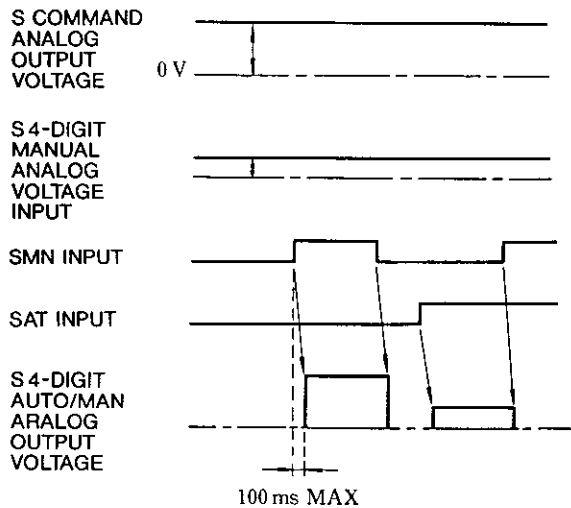 S COMMAND
ANALOG
OUTPUT
VOLTAGE
0 V
S 4-DIGIT
MANUAL
ANALOG
VOLTAGE
INPUT
SMN INPUT
SAT INPUT
S 4-DIGIT
AUTO/MAN
ARALOG
OUTPUT
VOLTAGE
100 ms MAX